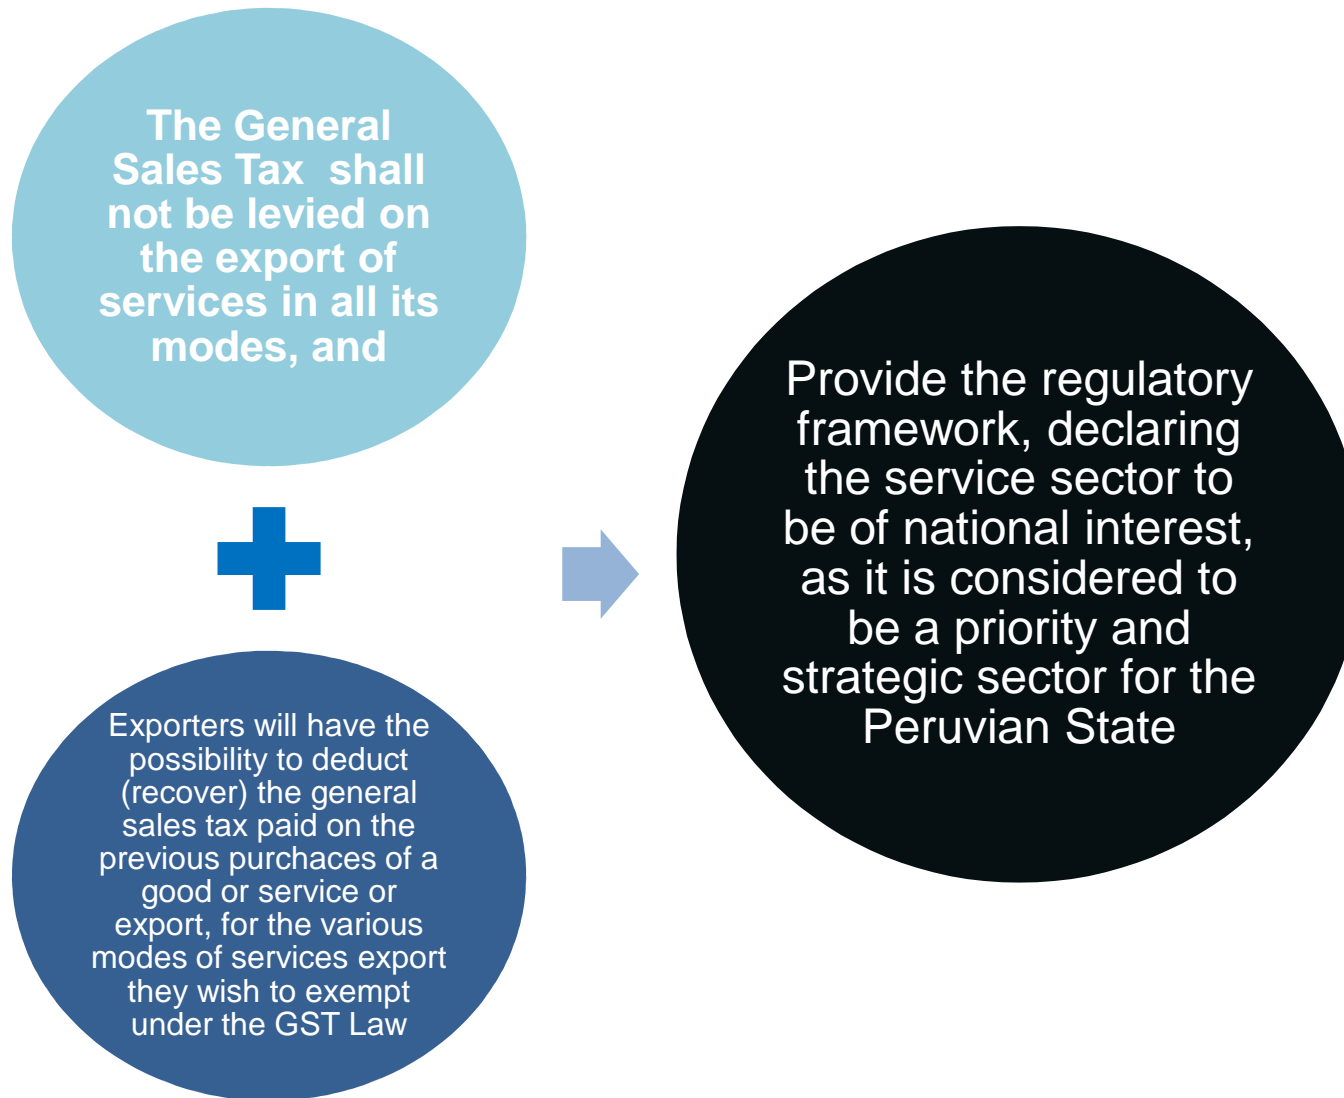 The General
Sales Tax  shall
not be levied on
the export of
services in all its
modes, and
Exporters will have the
possibility to deduct
(recover) the general
sales tax paid on the
previous purchaces of a
good or service or
export, for the various
modes of services export
they wish to exempt
under the GST Law
Provide the regulatory
framework, declaring
the service sector to
be of national interest,
as it is considered to
be a priority and
strategic sector for the
Peruvian State